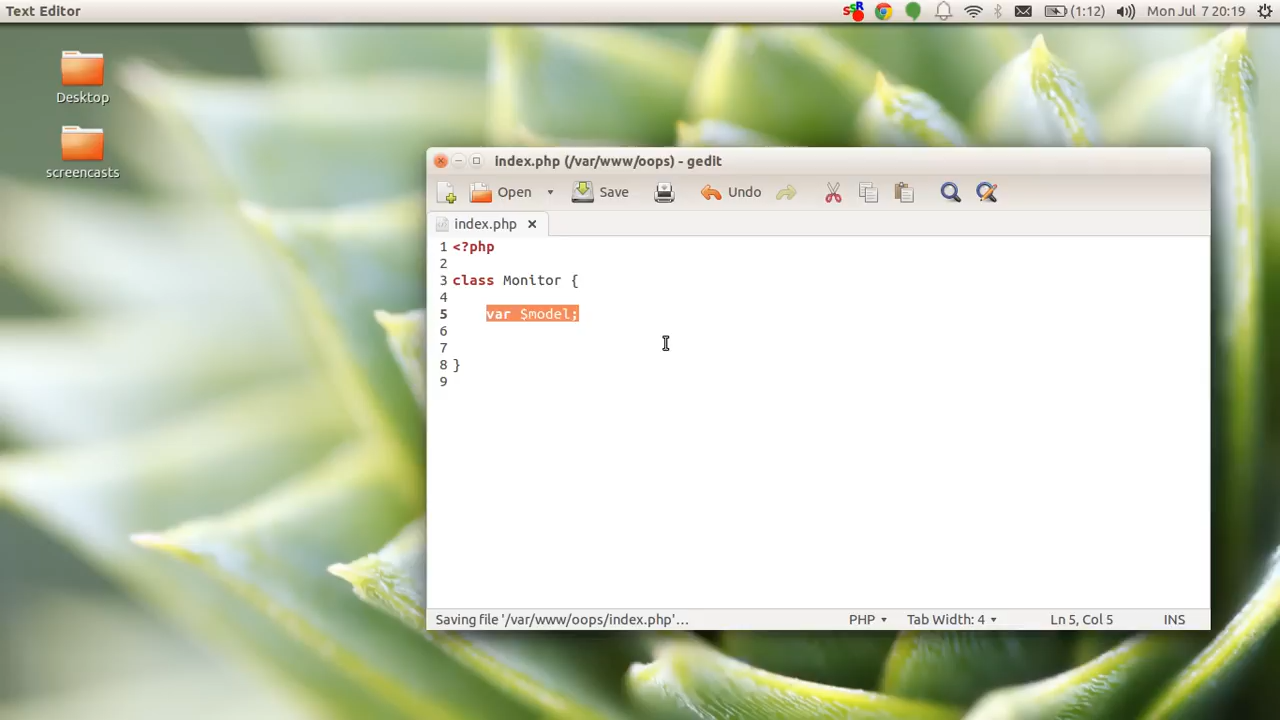 Text Editor
(1:12) Mon Jul 7 20:19
Desktop
screencasts
index.php (/var/www/oops) - gedit
Open Save Undo
index.php
1 <?php
2
3 class Monitor {
4
5 var $model;
6
7
8 }
9
Saving file '/var/www/oops/index.php'... PHP Tab Width: 4 Ln 5, Col 5 INS